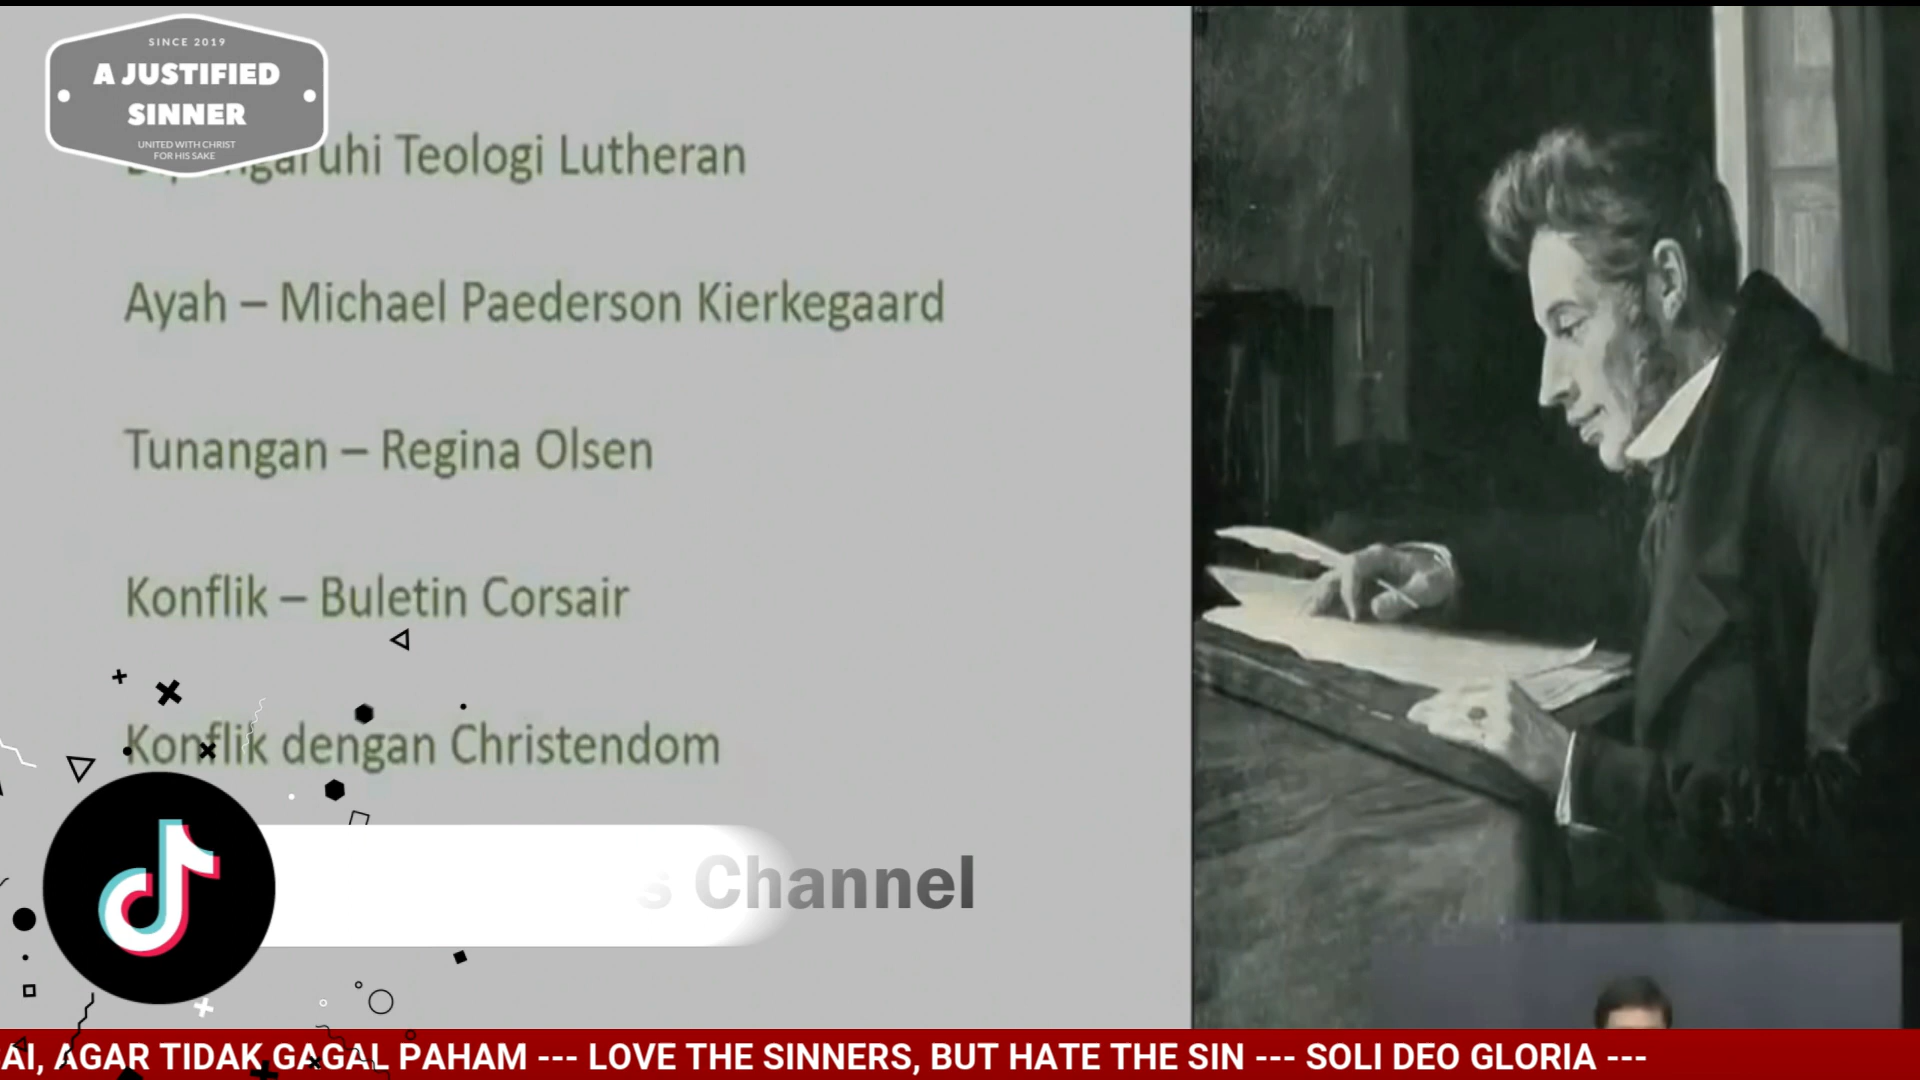 SINCE 2019
A JUSTIFIED
SINNER
UNITED WITH CHRIST
FOR HIS SAKE
Teologi Lutheran
Ayah – Michael Paederson Kierkegaard
Tunangan – Regina Olsen
Konflik – Buletin Corsair
Konflik dengan Christendom
Channel
AGAR TIDAK GAGAL PAHAM --- LOVE THE SINNERS, BUT HATE THE SIN --- SOLI DEO GLORIA ---